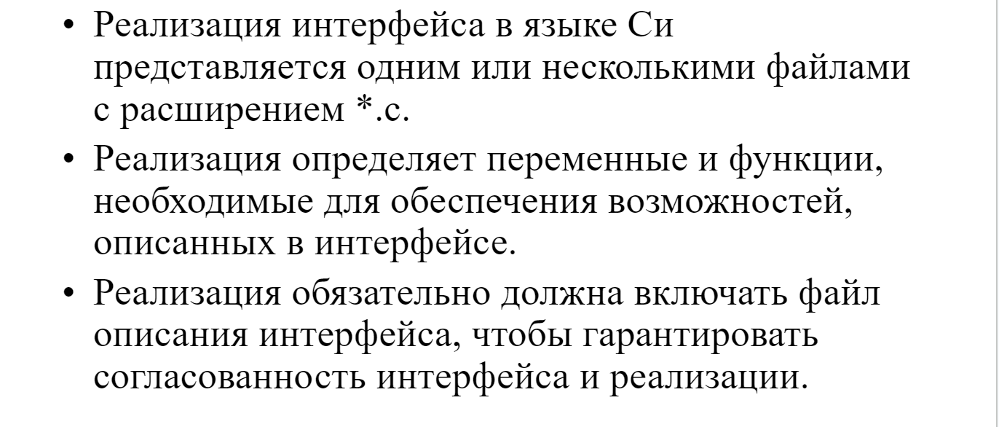 • Реализация интерфейса в языке Си
представляется одним или несколькими файлами
с расширением *.c.
• Реализация определяет переменные и функции,
необходимые для обеспечения возможностей,
описанных в интерфейсе.
• Реализация обязательно должна включать файл
описания интерфейса, чтобы гарантировать
согласованность интерфейса и реализации.